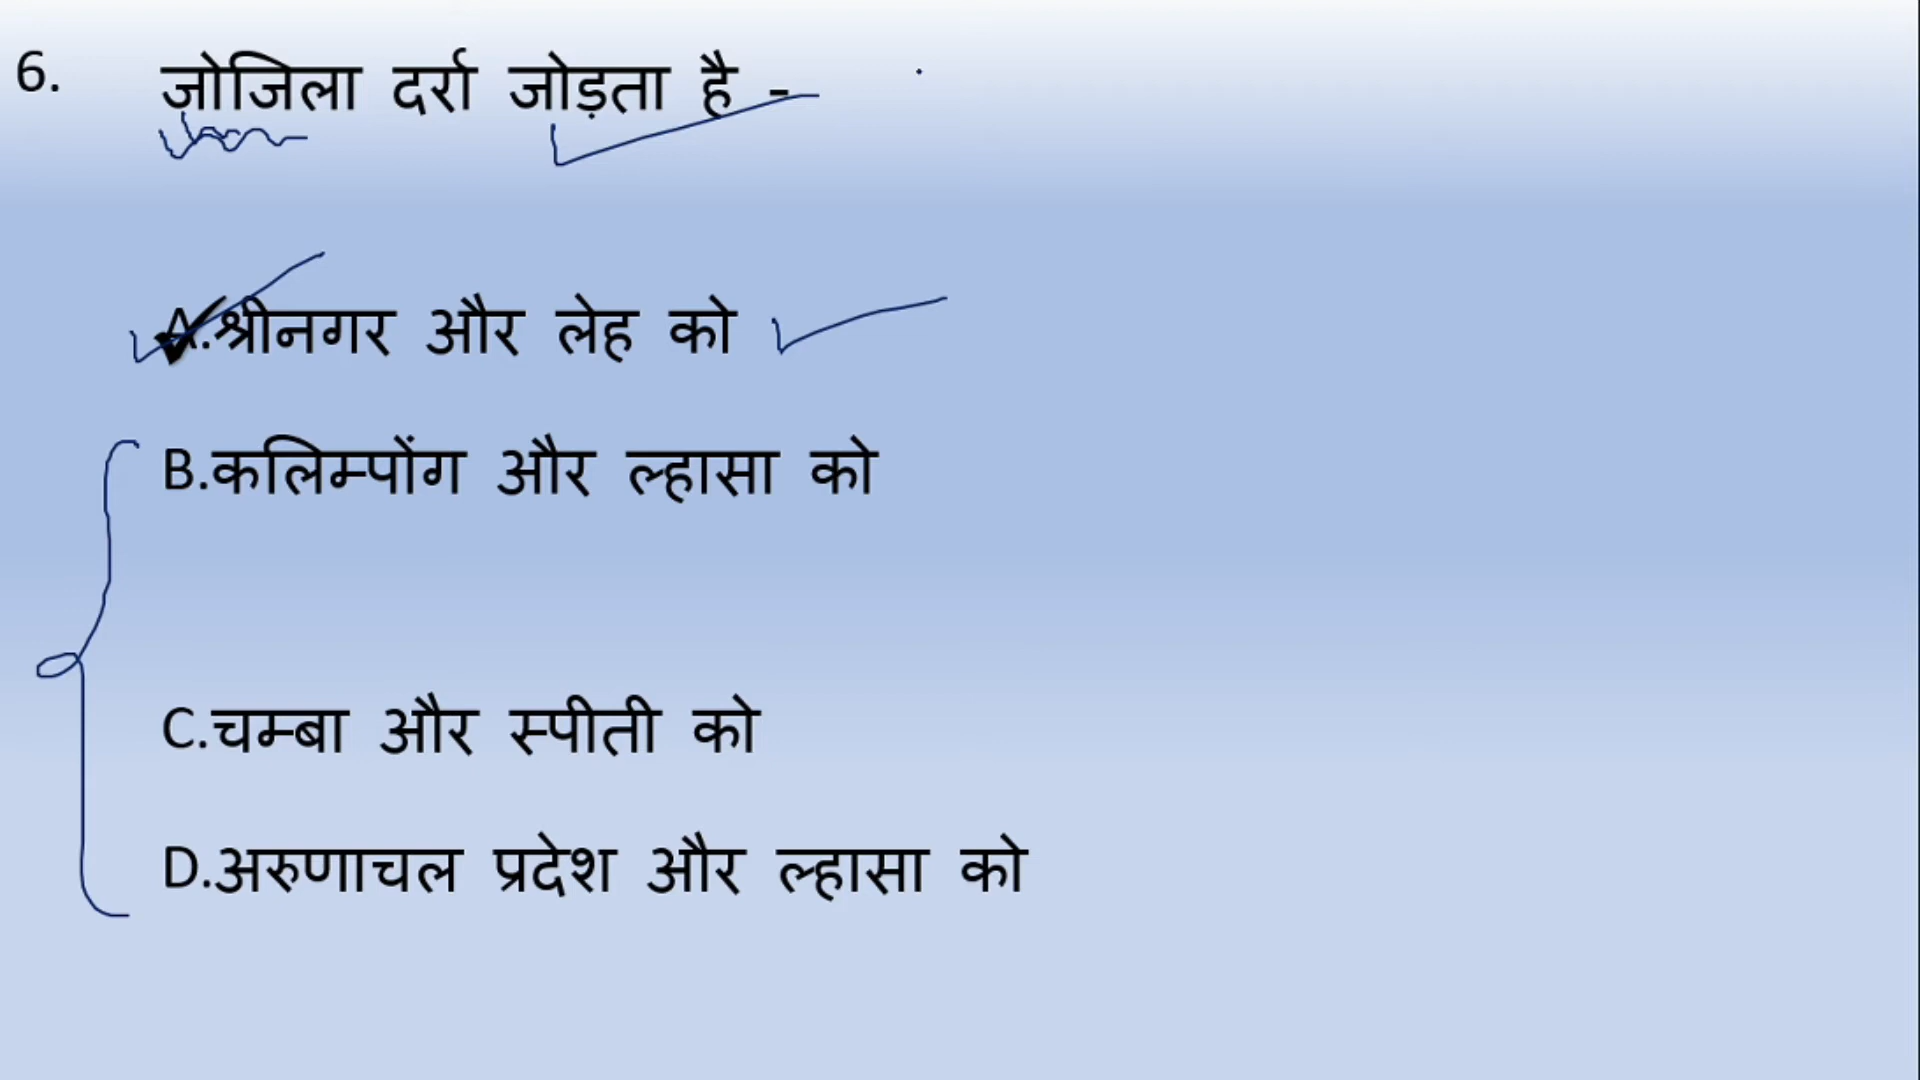 6. जोजिला दर्रा जोड़ता है -
A.श्रीनगर और लेह को
B.कलिम्पोंग और ल्हासा को
C.चम्बा और स्पीती को
D.अरुणाचल प्रदेश और ल्हासा को